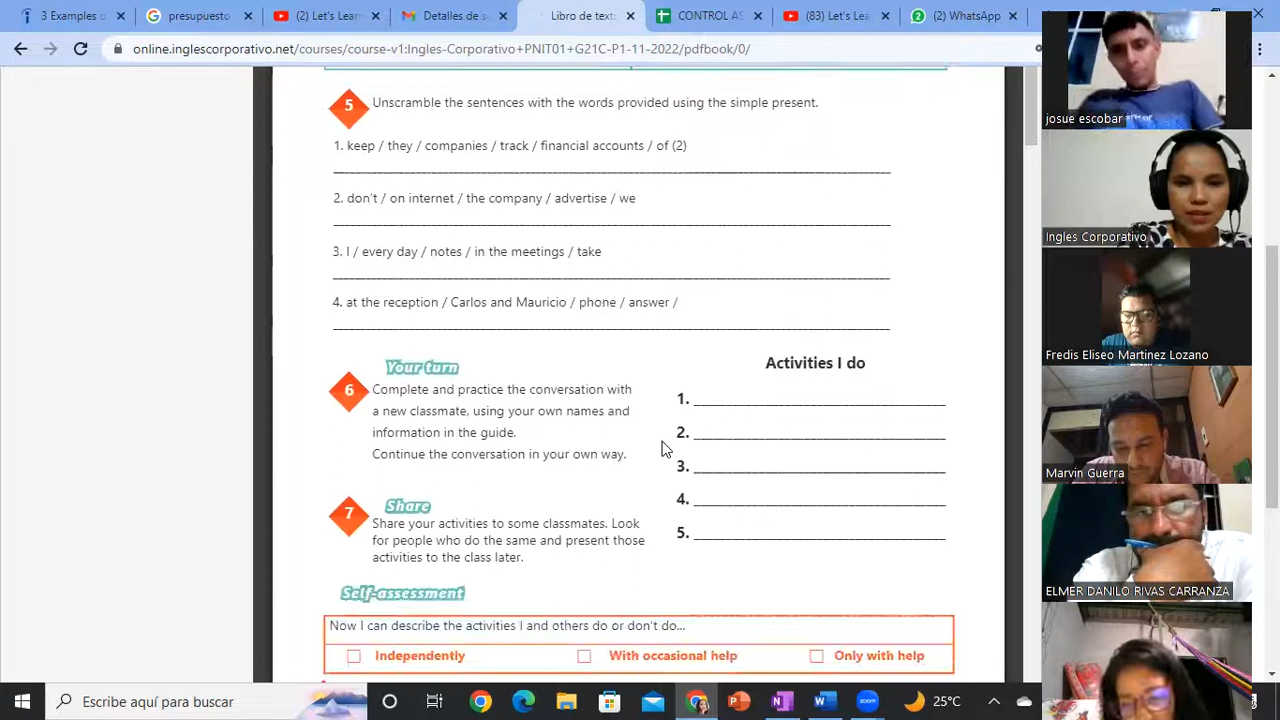 3 Example o
presupuesto
(2) Let's Learn
Detalles de su
Libro de texto
CONTROL AS
(83) Let's Lea
(2) WhatsApp
online.inglescorporativo.net/courses/course-v1:Ingles-Corporativo+PNIT01+G21C-P1-11-2022/pdfbook/0/
5 Unscramble the sentences with the words provided using the simple present.
1. keep / they / companies / track / financial accounts / of (2)
2. don't / on internet / the company / advertise / we
3. I / every day / notes / in the meetings / take
4. at the reception / Carlos and Mauricio / phone / answer /
Your turn
6 Complete and practice the conversation with
a new classmate, using your own names and
information in the guide.
Continue the conversation in your own way.
Activities I do
1.
2.
3.
4.
5.
Share
7 Share your activities to some classmates. Look
for people who do the same and present those
activities to the class later.
Self-assessment
Now I can describe the activities I and others do or don't do...
Independently
With occasional help
Only with help
josue escobar
Ingles Corporativo
Fredis Eliseo Martinez Lozano
Marvin Guerra
ELMER DANILO RIVAS CARRANZA
Escribe aquí para buscar
25°C